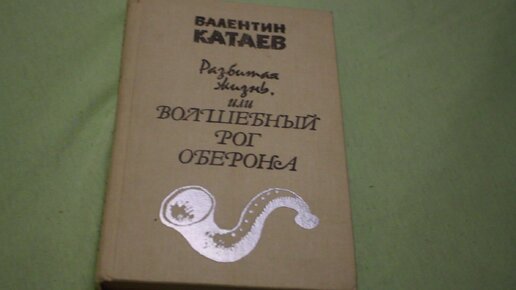 ВАЛЕНТИН
КАТАЕВ
Разбитая
жизнь,
или
ВОЛШЕБНЫЙ
РОГ
ОБЕРОНА